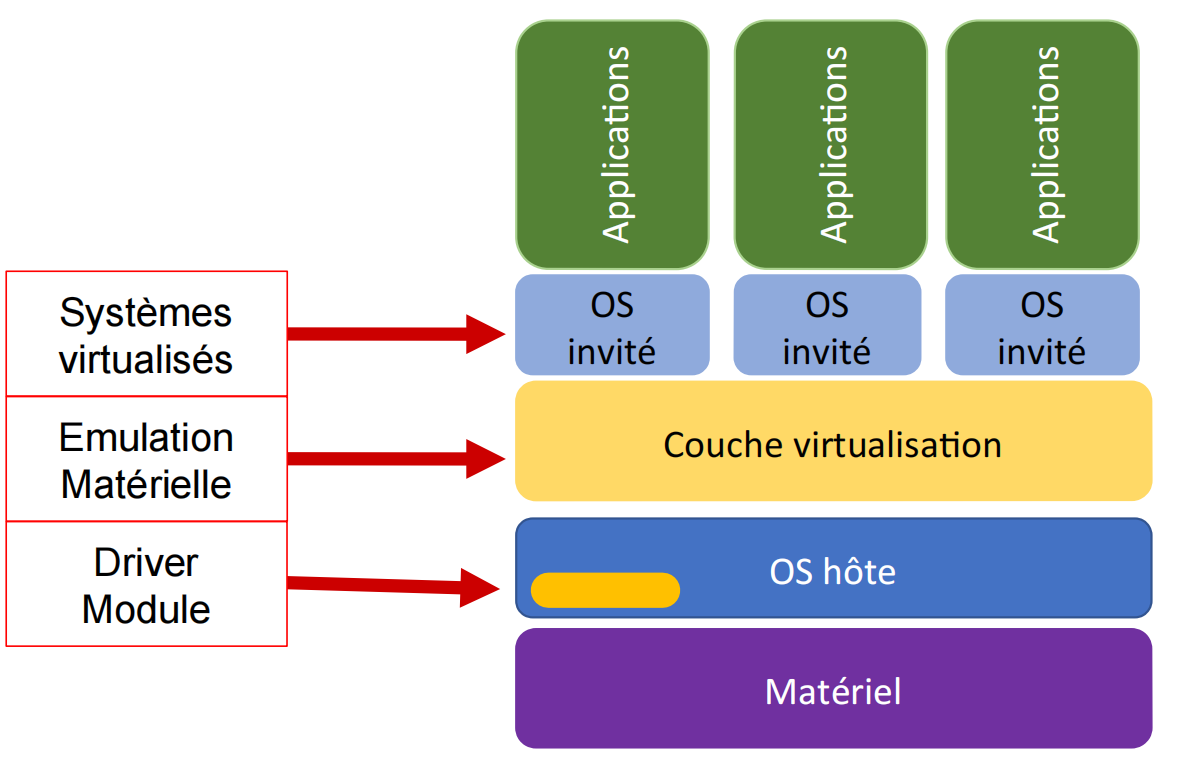 Applications
Applications
Applications
Systèmes
virtualisés
OS
invité
OS
invité
OS
invité
Emulation
Matérielle
Couche virtualisation
Driver
Module
OS hôte
Matériel